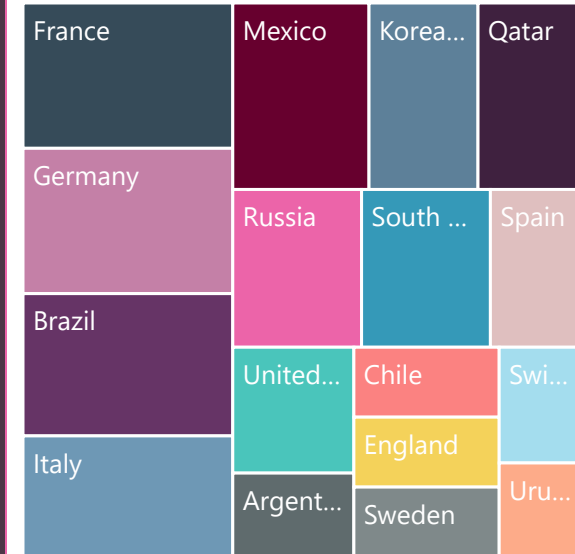 France
Mexico
Korea...
Qatar
Germany
Russia
South ...
Spain
Brazil
United...
Chile
Swi...
England
Italy
Argent...
Sweden
Uru...